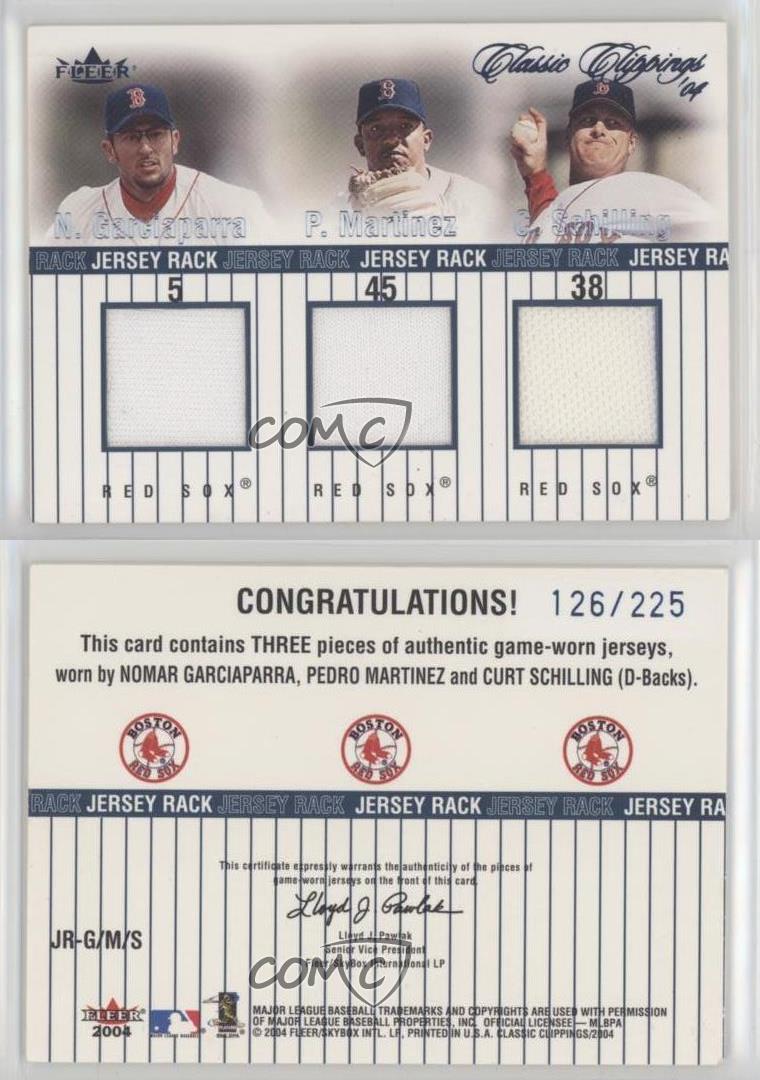 FLEER®
Classic Clippings
'04
B
B
B
N. Garciaparra
P. Martinez
C. Schilling
RACK JERSEY RACK JERSEY RACK JERSEY RACK JERSEY RACK JERSEY RA
5
45
38
COMC
RED SOX®
RED SOX®
RED SOX®
CONGRATULATIONS! 126/225
This card contains THREE pieces of authentic game-worn jerseys,
worn by NOMAR GARCIAPARRA, PEDRO MARTINEZ and CURT SCHILLING (D-Backs).
BOSTON
RED SOX
BOSTON
RED SOX
BOSTON
RED SOX
RACK JERSEY RACK JERSEY RACK JERSEY RACK JERSEY RACK JERSEY RA
This certificate expressly warrants the authenticity of the pieces of
game-worn jerseys on the front of this card.
Lloyd J. Pawlak
Lloyd J. Pawlak
Senior Vice President
Fleer/SkyBox International LP
JR-G/M/S
COMC
FLEER
2004
MAJOR LEAGUE BASEBALL TRADEMARKS AND COPYRIGHTS ARE USED WITH PERMISSION
OF MAJOR LEAGUE BASEBALL PROPERTIES, INC. OFFICIAL LICENSEE — MLBPA
© 2004 FLEER/SKYBOX INTL. LP, PRINTED IN U.S.A. CLASSIC CLIPPINGS/2004